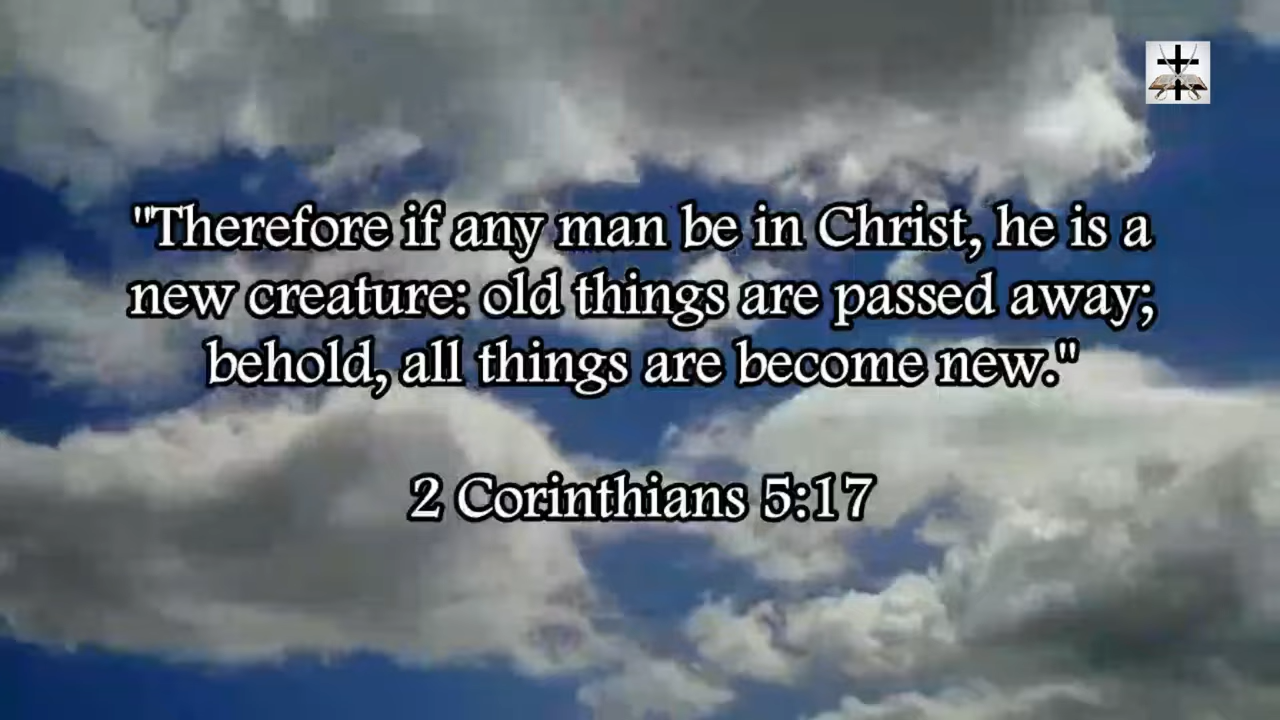 "Therefore if any man be in Christ, he is a
new creature: old things are passed away;
behold, all things are become new."
2 Corinthians 5:17